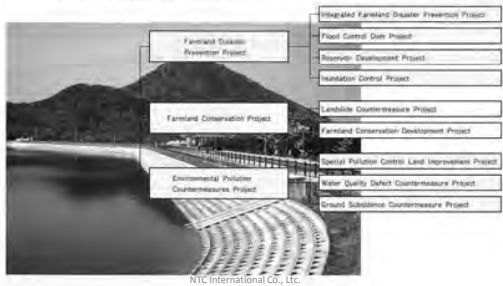 Integrated Farmland Disaster Prevention Project
Farmland Disaster
Prevention Project
Flood Control Dam Project
Reservoir Development Project
Inundation Control Project
Farmland Conservation Project
Landslide Countermeasure Project
Farmland Conservation Development Project
Environmental Pollution
Countermeasures Project
Special Pollution Control Land Improvement Project
Water Quality Defect Countermeasure Project
Ground Subsidence Countermeasure Project
NTC International Co., Ltc.